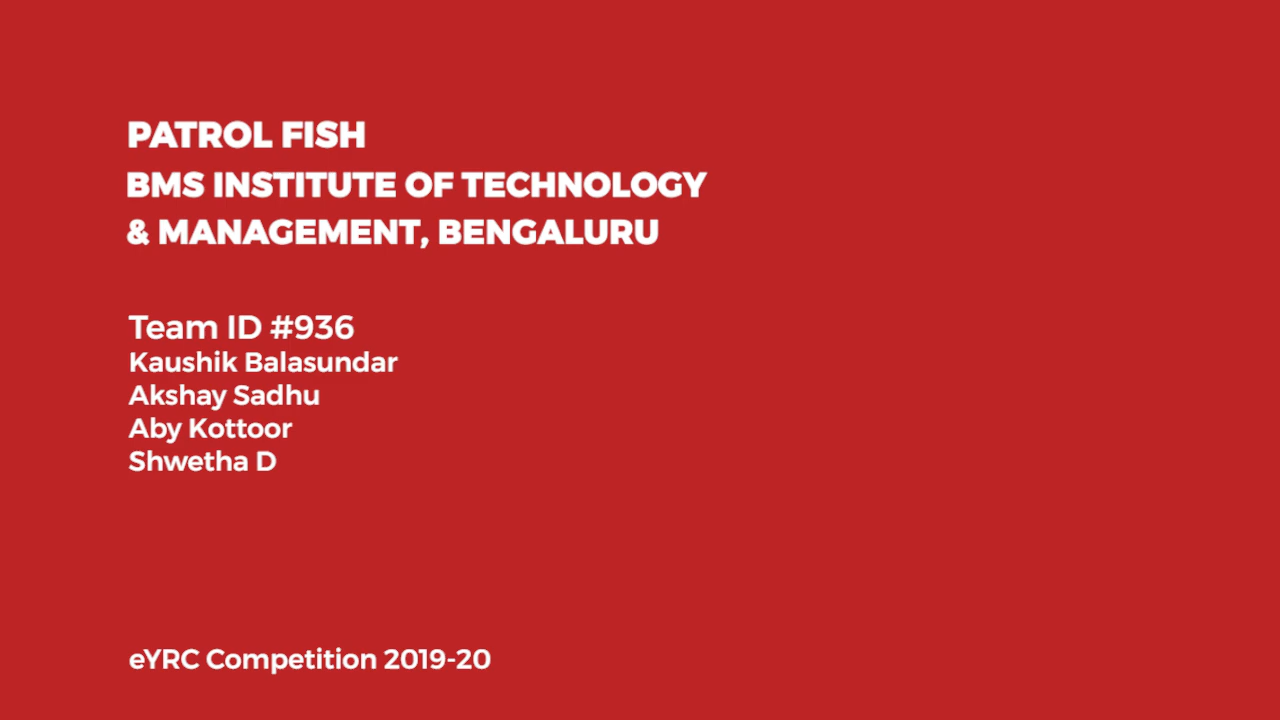 PATROL FISH
BMS INSTITUTE OF TECHNOLOGY
& MANAGEMENT, BENGALURU
Team ID #936
Kaushik Balasundar
Akshay Sadhu
Aby Kottoor
Shwetha D
eYRC Competition 2019-20